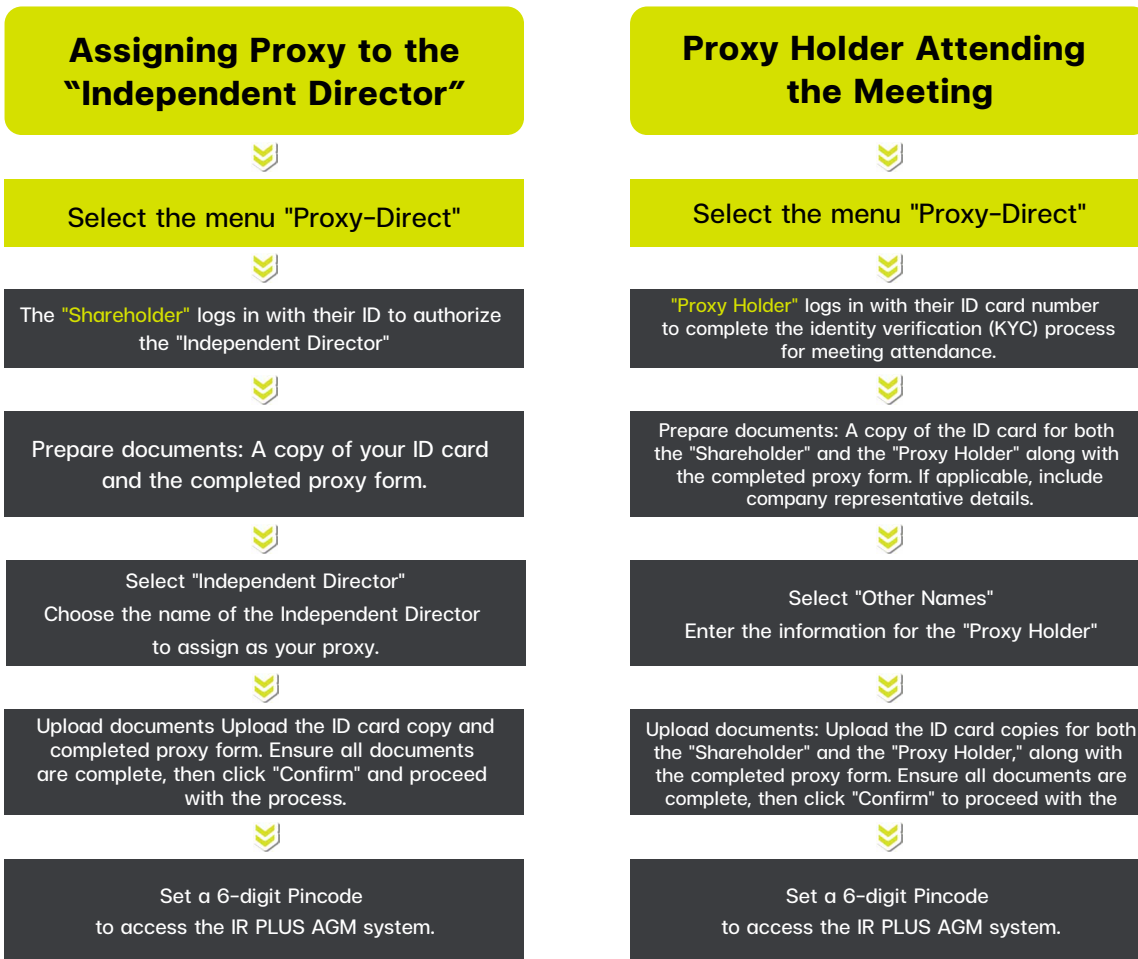 Assigning Proxy to the
“Independent Director”
Select the menu "Proxy-Direct"
The "Shareholder" logs in with their ID to authorize
the "Independent Director"
Prepare documents: A copy of your ID card
and the completed proxy form.
Select "Independent Director"
Choose the name of the Independent Director
to assign as your proxy.
Upload documents Upload the ID card copy and
completed proxy form. Ensure all documents
are complete, then click "Confirm" and proceed
with the process.
Set a 6-digit Pincode
to access the IR PLUS AGM system.
Proxy Holder Attending
the Meeting
Select the menu "Proxy-Direct"
"Proxy Holder" logs in with their ID card number
to complete the identity verification (KYC) process
for meeting attendance.
Prepare documents: A copy of the ID card for both
the "Shareholder" and the "Proxy Holder" along with
the completed proxy form. If applicable, include
company representative details.
Select "Other Names"
Enter the information for the "Proxy Holder"
Upload documents: Upload the ID card copies for both
the "Shareholder" and the "Proxy Holder," along with
the completed proxy form. Ensure all documents are
complete, then click "Confirm" to proceed with the
Set a 6-digit Pincode
to access the IR PLUS AGM system.